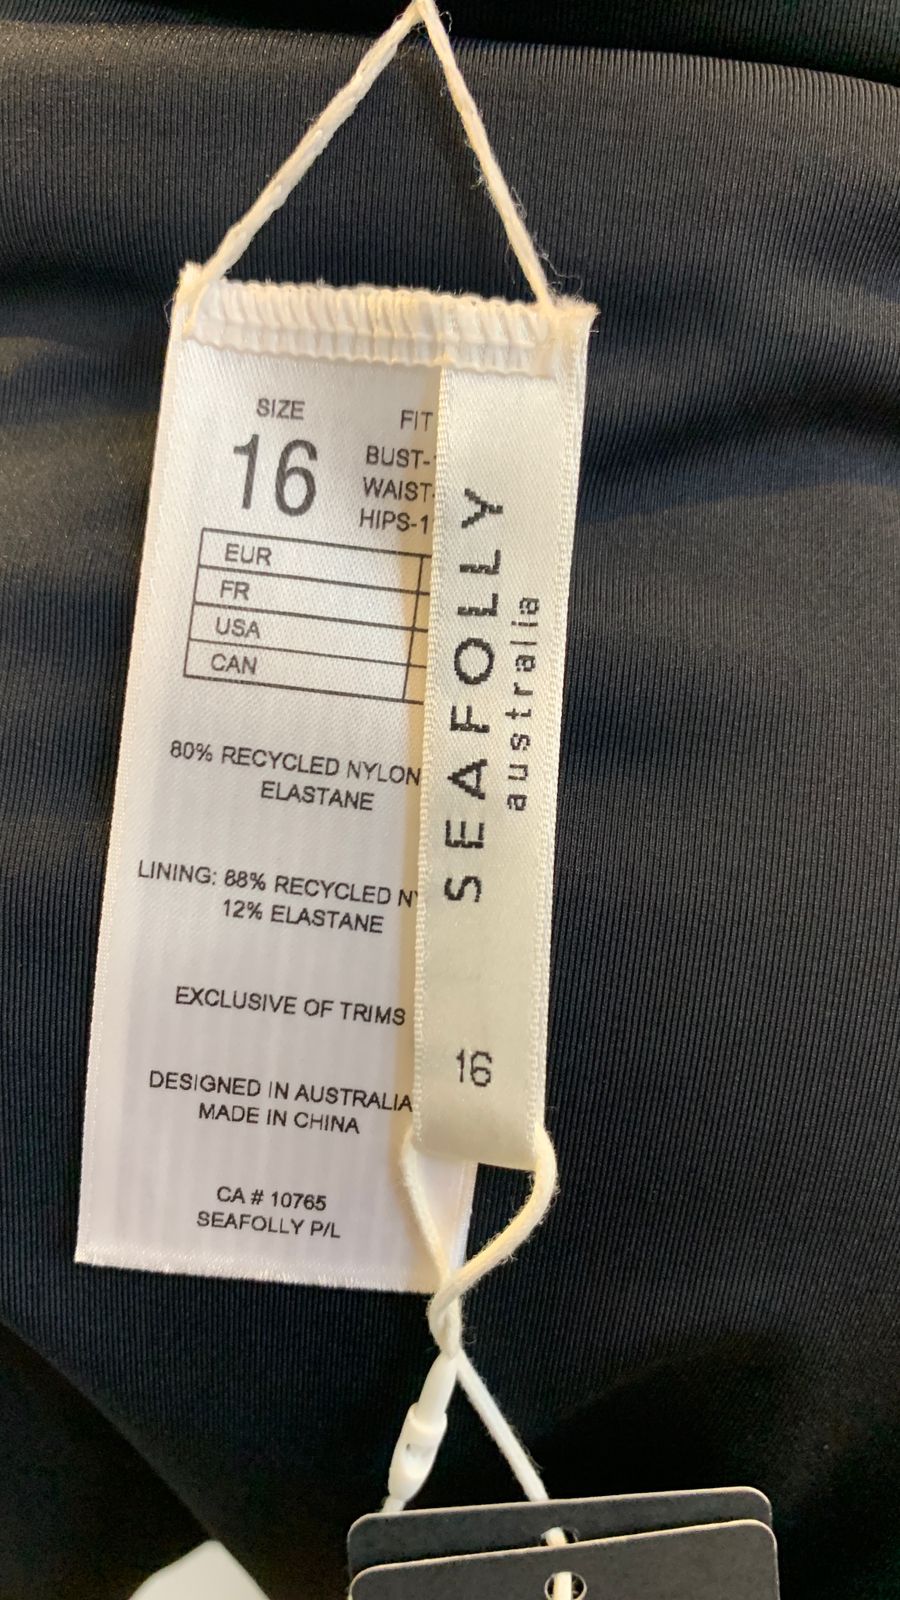 SIZE
16
FIT
BUST-
WAIST-
HIPS-1
EUR
FR
USA
CAN
80% RECYCLED NYLON
ELASTANE
LINING: 88% RECYCLED
12% ELASTANE
EXCLUSIVE OF TRIMS
DESIGNED IN AUSTRALIA
MADE IN CHINA
CA # 10765
SEAFOLLY P/L
SEAFOLLY
australia
16